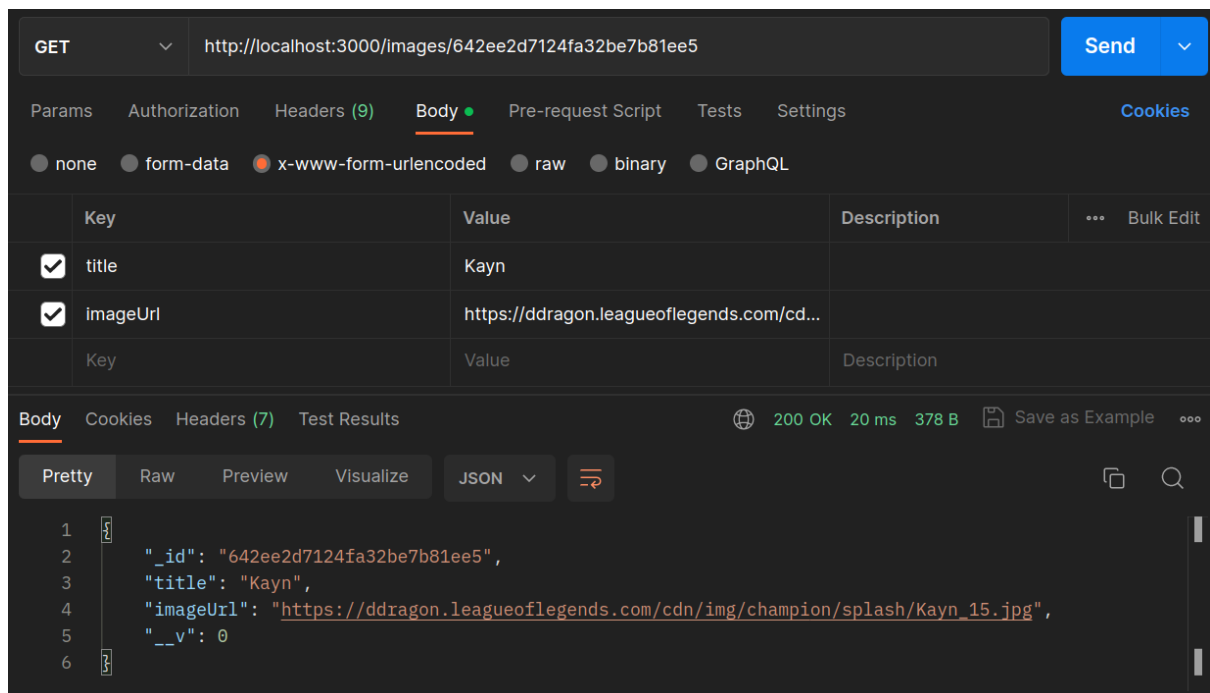 GET http://localhost:3000/images/642ee2d7124fa32be7b81ee5 Send
Params Authorization Headers (9) Body Pre-request Script Tests Settings Cookies
none form-data x-www-form-urlencoded raw binary GraphQL
Key Value Description Bulk Edit
title Kayn
imageUrl https://ddragon.leagueoflegends.com/cd...
Key Value Description
Body Cookies Headers (7) Test Results 200 OK 20 ms 378 B Save as Example
Pretty Raw Preview Visualize JSON
1 {
2 "_id": "642ee2d7124fa32be7b81ee5",
3 "title": "Kayn",
4 "imageUrl": "https://ddragon.leagueoflegends.com/cdn/img/champion/splash/Kayn_15.jpg",
5 "__v": 0
6 }